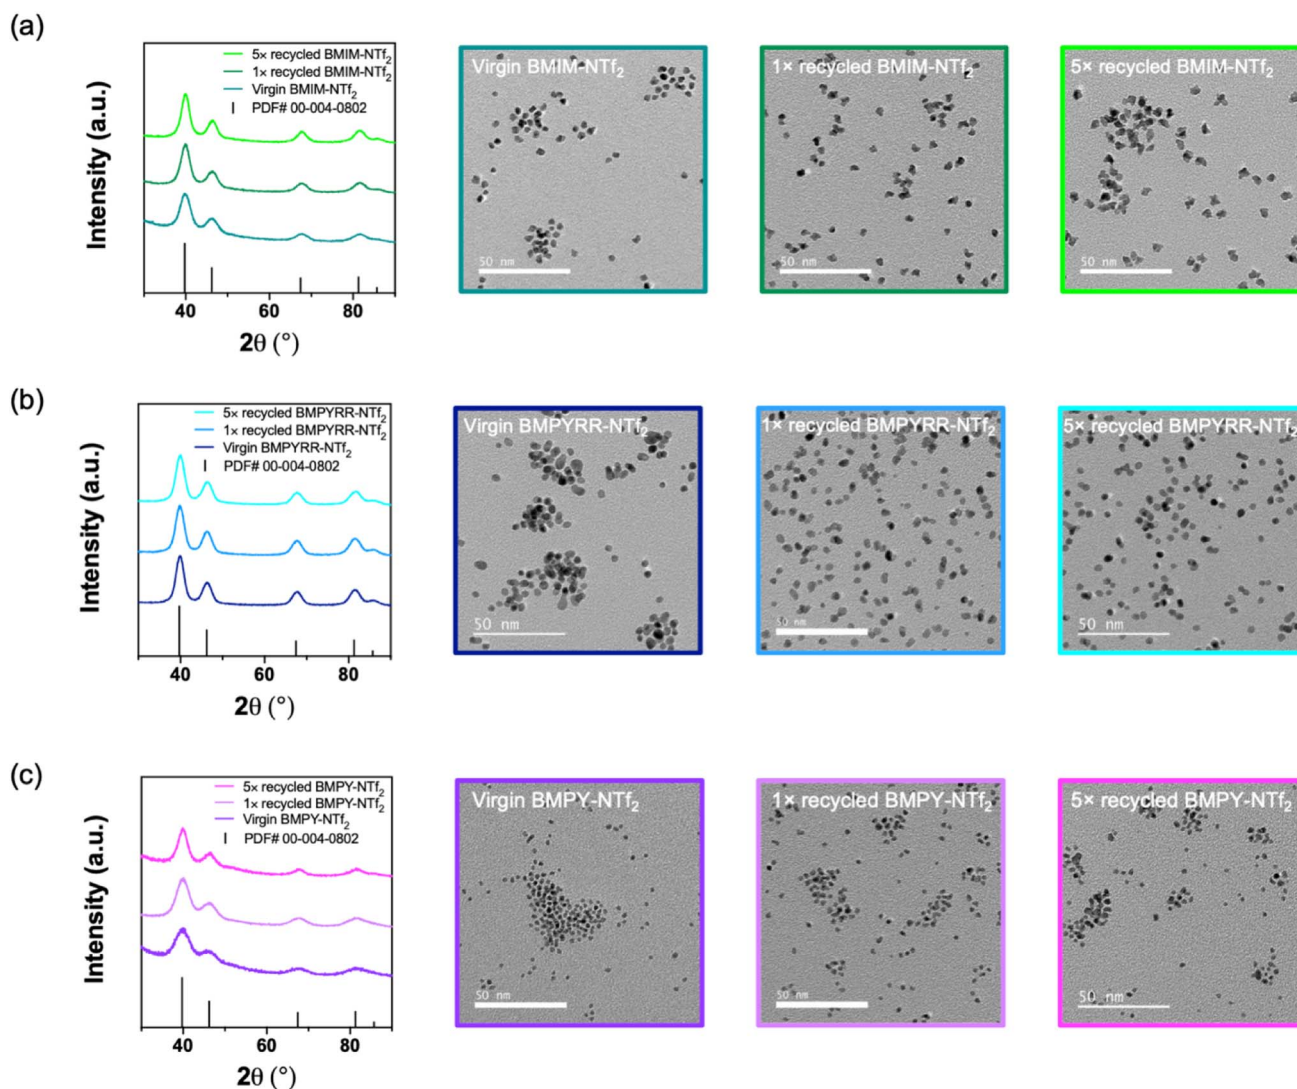 (a)
5× recycled BMIM-NTf₂
1× recycled BMIM-NTf₂
Virgin BMIM-NTf₂
PDF# 00-004-0802
Intensity (a.u.)
40 60 80
2θ (°)
Virgin BMIM-NTf₂
50 nm
1× recycled BMIM-NTf₂
50 nm
5× recycled BMIM-NTf₂
50 nm
(b)
5× recycled BMPYRR-NTf₂
1× recycled BMPYRR-NTf₂
Virgin BMPYRR-NTf₂
PDF# 00-004-0802
Intensity (a.u.)
40 60 80
2θ (°)
Virgin BMPYRR-NTf₂
50 nm
1× recycled BMPYRR-NTf₂
50 nm
5× recycled BMPYRR-NTf₂
50 nm
(c)
5× recycled BMPY-NTf₂
1× recycled BMPY-NTf₂
Virgin BMPY-NTf₂
PDF# 00-004-0802
Intensity (a.u.)
40 60 80
2θ (°)
Virgin BMPY-NTf₂
50 nm
1× recycled BMPY-NTf₂
50 nm
5× recycled BMPY-NTf₂
50 nm